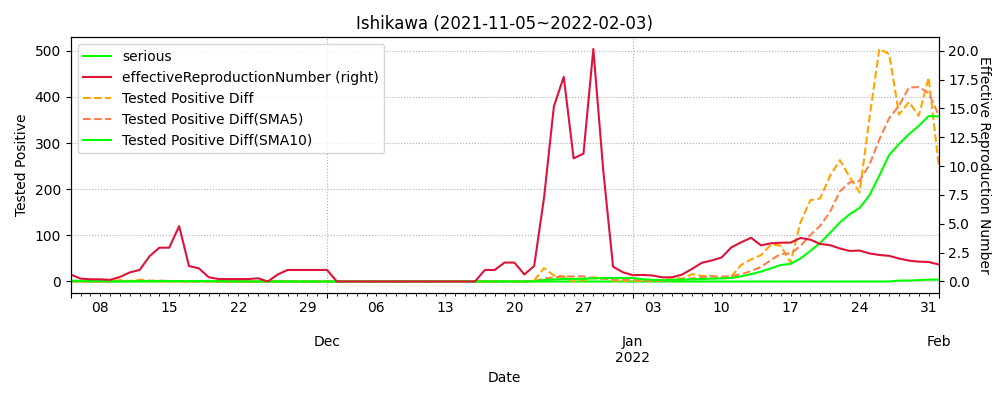 Ishikawa (2021-11-05~2022-02-03)
serious
effectiveReproductionNumber (right)
Tested Positive Diff
Tested Positive Diff(SMA5)
Tested Positive Diff(SMA10)
Tested Positive
500
400
300
200
100
0
20.0
17.5
15.0
12.5
10.0
7.5
5.0
2.5
0.0
Effective Reproduction Number
08 15 22 29 06 13 20 27 03 10 17 24 31
Dec Jan Feb
2022
Date